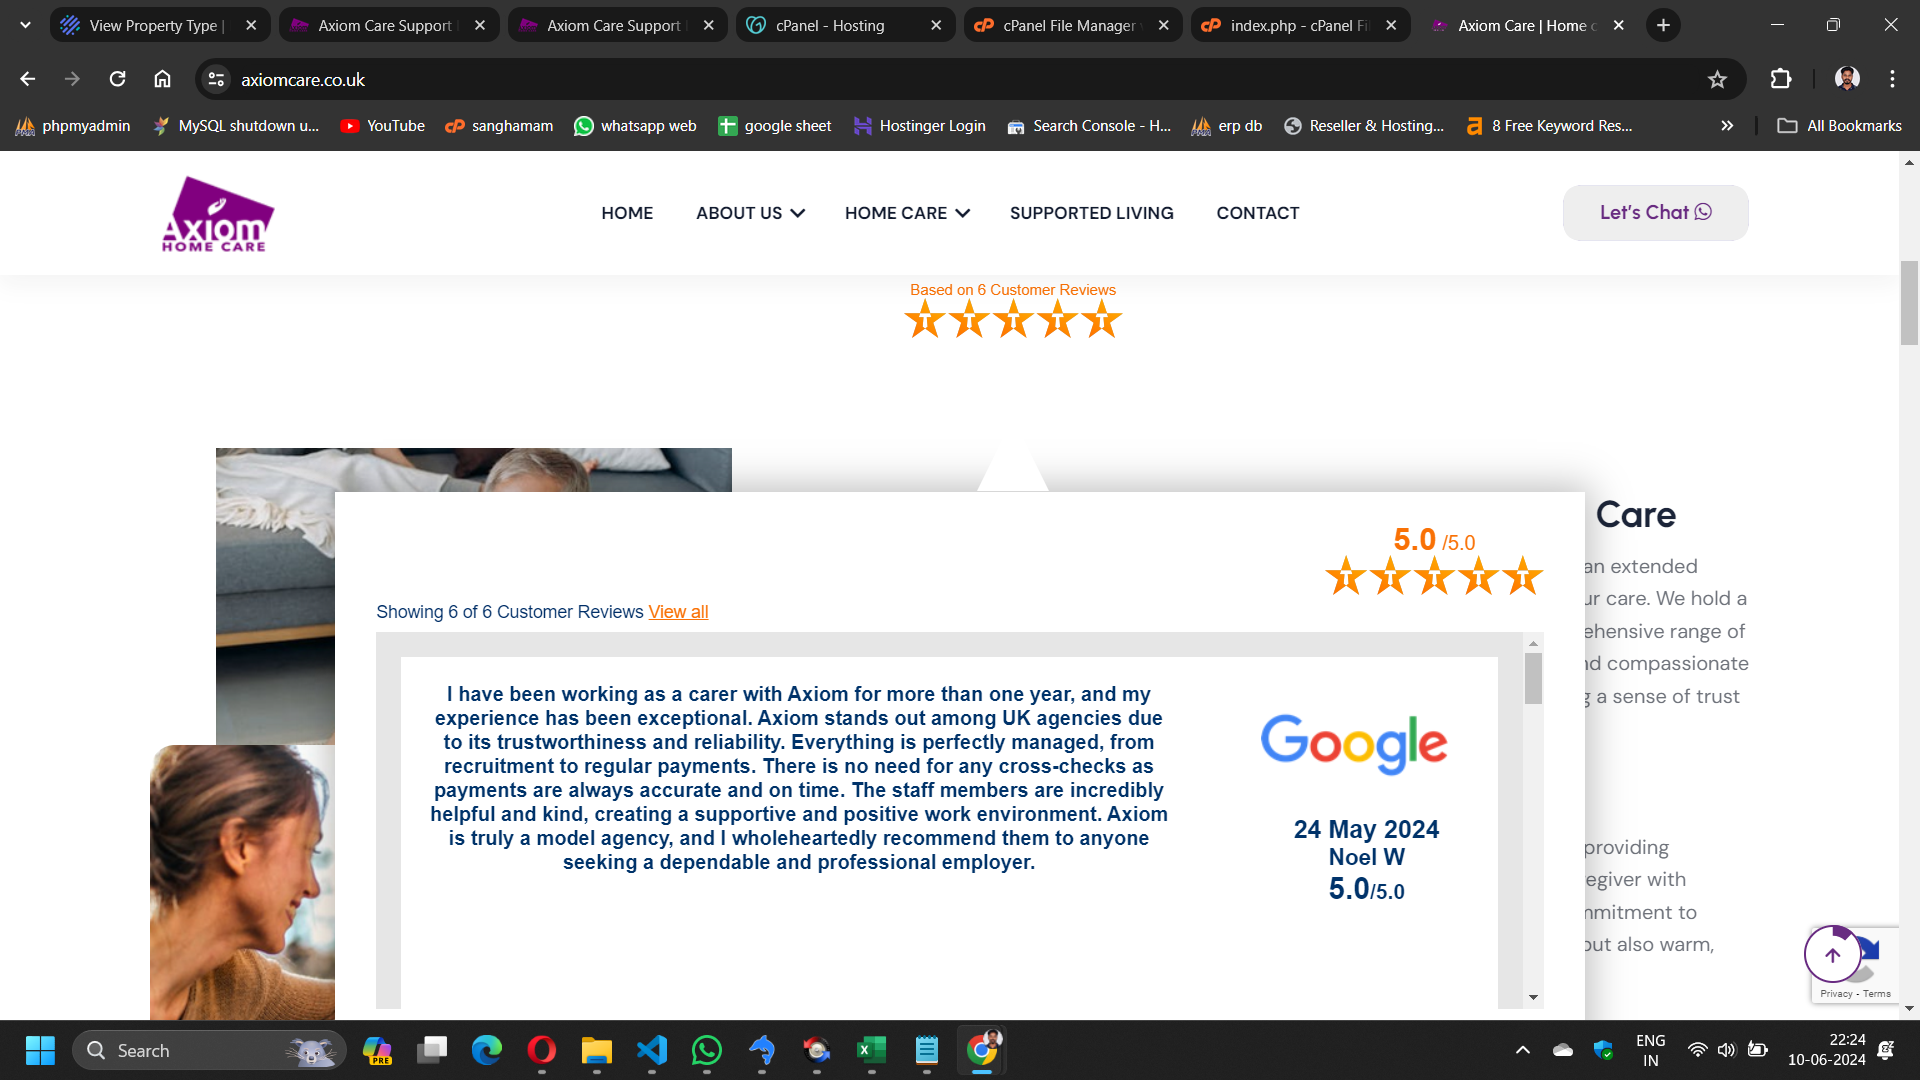 View Property Type |
Axiom Care Support
Axiom Care Support
cPanel - Hosting
cPanel File Manager
index.php - cPanel Fi
Axiom Care | Home c
axiomcare.co.uk
phpmyadmin
MySQL shutdown u...
YouTube
sanghamam
whatsapp web
google sheet
Hostinger Login
Search Console - H...
erp db
Reseller & Hosting...
8 Free Keyword Res...
All Bookmarks
Axiom
HOME CARE
HOME
ABOUT US
HOME CARE
SUPPORTED LIVING
CONTACT
Let's Chat
Based on 6 Customer Reviews
5.0 /5.0
Showing 6 of 6 Customer Reviews View all
I have been working as a carer with Axiom for more than one year, and my
experience has been exceptional. Axiom stands out among UK agencies due
to its trustworthiness and reliability. Everything is perfectly managed, from
recruitment to regular payments. There is no need for any cross-checks as
payments are always accurate and on time. The staff members are incredibly
helpful and kind, creating a supportive and positive work environment. Axiom
is truly a model agency, and I wholeheartedly recommend them to anyone
seeking a dependable and professional employer.
Google
24 May 2024
Noel W
5.0/5.0
Care
an extended
ur care. We hold a
ehensive range of
nd compassionate
g a sense of trust
providing
egiver with
nmitment to
but also warm,
Privacy - Terms
Search
PRE
ENG
IN
22:24
10-06-2024